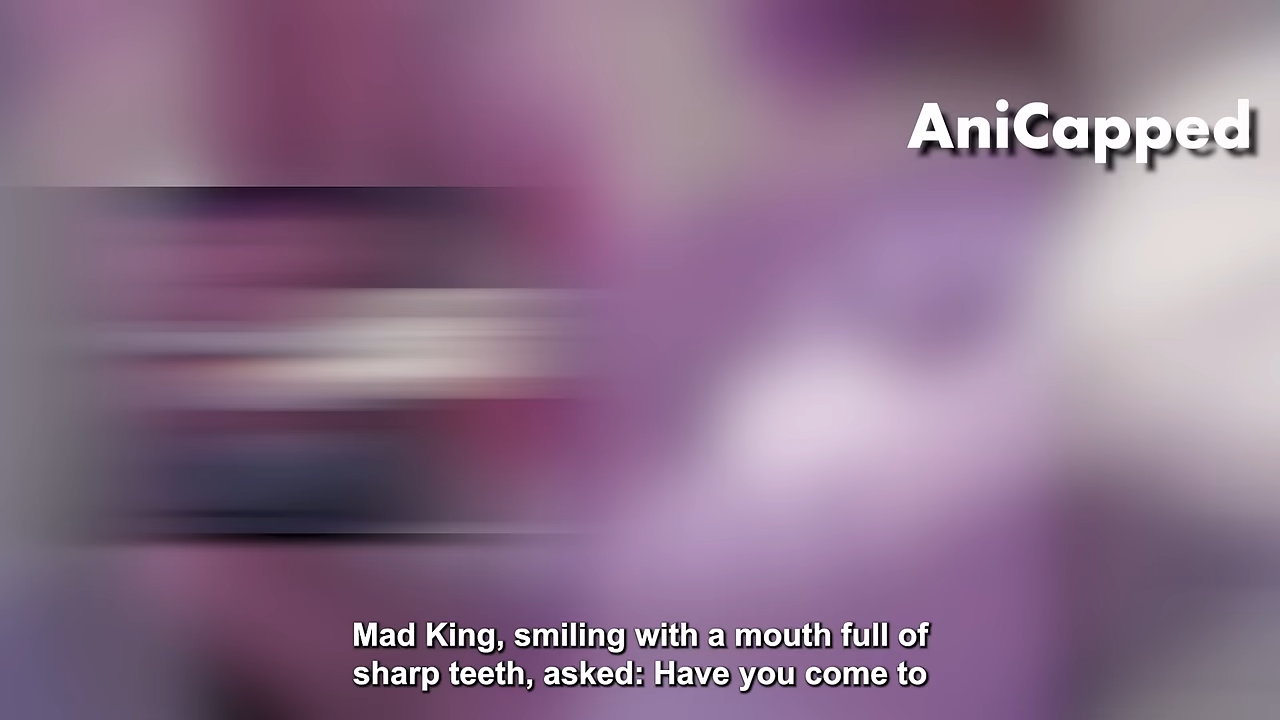 AniCapped
Mad King, smiling with a mouth full of
sharp teeth, asked: Have you come to